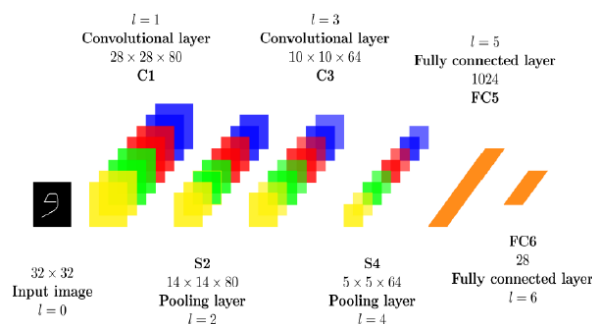 l = 1
Convolutional layer
28 × 28 × 80
C1
l = 3
Convolutional layer
10 × 10 × 64
C3
l = 5
Fully connected layer
1024
FC5
32 × 32
Input image
l = 0
S2
14 × 14 × 80
Pooling layer
l = 2
S4
5 × 5 × 64
Pooling layer
l = 4
FC6
28
Fully connected layer
l = 6